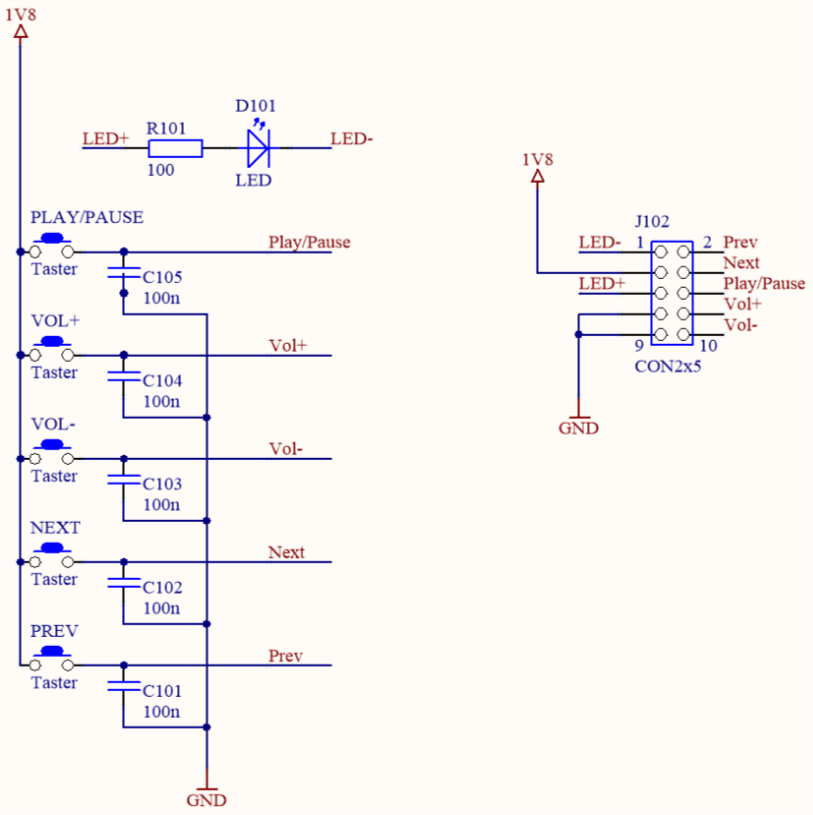 1V8
D101
LED+
R101
LED-
100
LED
1V8
PLAY/PAUSE
J102
Play/Pause
LED-
1
2
Prev
Taster
C105
Next
100n
LED+
Play/Pause
VOL+
Vol+
Vol+
Vol-
9
10
Taster
C104
CON2x5
100n
VOL-
GND
Vol-
Taster
C103
100n
NEXT
Next
Taster
C102
100n
PREV
Prev
Taster
C101
100n
GND